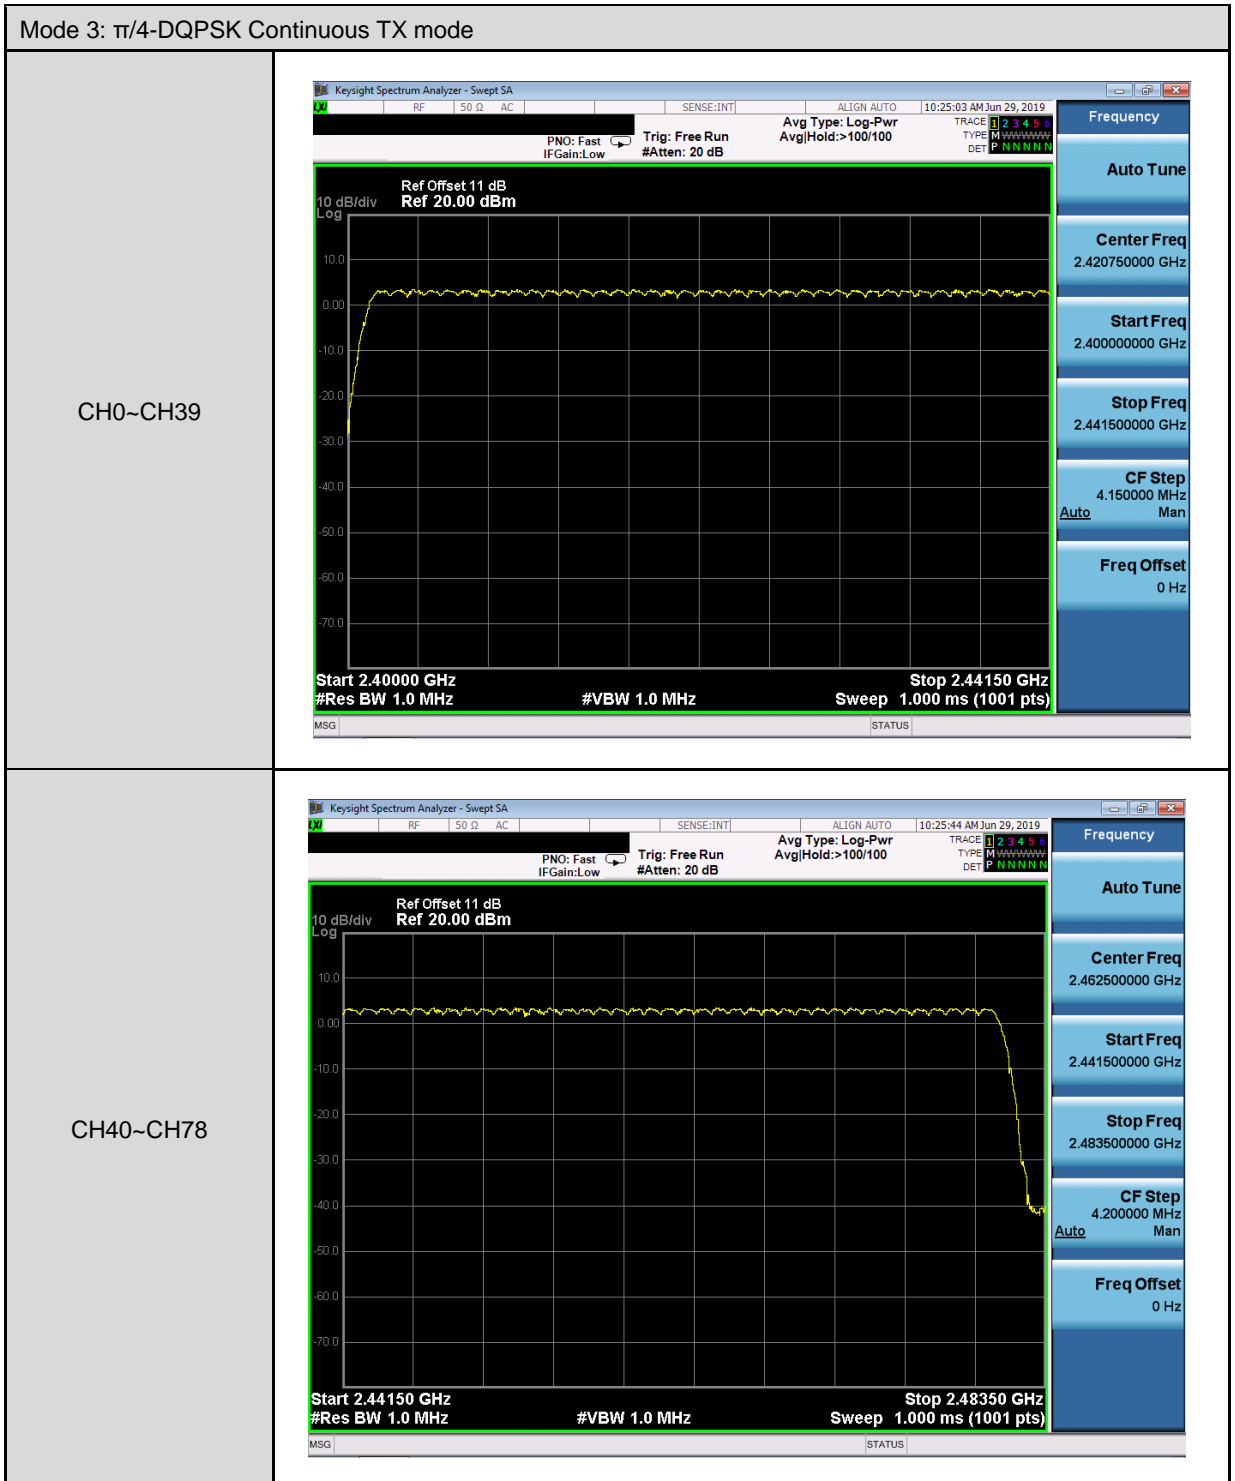 Mode 3: π/4-DQPSK Continuous TX mode
CH0~CH39
Keysight Spectrum Analyzer - Swept SA
LXI RF 50 Ω AC SENSE:INT ALIGN AUTO 10:25:03 AM Jun 29, 2019
PNO: Fast
IFGain:Low
Trig: Free Run
#Atten: 20 dB
Avg Type: Log-Pwr
Avg|Hold:>100/100
TRACE 1 2 3 4 5 6
TYPE M WWWWW
DET P N N N N N
Frequency
Auto Tune
Center Freq
2.420750000 GHz
Start Freq
2.400000000 GHz
Stop Freq
2.441500000 GHz
CF Step
4.150000 MHz
Auto Man
Freq Offset
0 Hz
Ref Offset 11 dB
10 dB/div Ref 20.00 dBm
Log
10.0
0.00
-10.0
-20.0
-30.0
-40.0
-50.0
-60.0
-70.0
Start 2.40000 GHz Stop 2.44150 GHz
#Res BW 1.0 MHz #VBW 1.0 MHz Sweep 1.000 ms (1001 pts)
MSG STATUS
CH40~CH78
Keysight Spectrum Analyzer - Swept SA
LXI RF 50 Ω AC SENSE:INT ALIGN AUTO 10:25:44 AM Jun 29, 2019
PNO: Fast
IFGain:Low
Trig: Free Run
#Atten: 20 dB
Avg Type: Log-Pwr
Avg|Hold:>100/100
TRACE 1 2 3 4 5 6
TYPE M WWWWW
DET P N N N N N
Frequency
Auto Tune
Center Freq
2.462500000 GHz
Start Freq
2.441500000 GHz
Stop Freq
2.483500000 GHz
CF Step
4.200000 MHz
Auto Man
Freq Offset
0 Hz
Ref Offset 11 dB
10 dB/div Ref 20.00 dBm
Log
10.0
0.00
-10.0
-20.0
-30.0
-40.0
-50.0
-60.0
-70.0
Start 2.44150 GHz Stop 2.48350 GHz
#Res BW 1.0 MHz #VBW 1.0 MHz Sweep 1.000 ms (1001 pts)
MSG STATUS